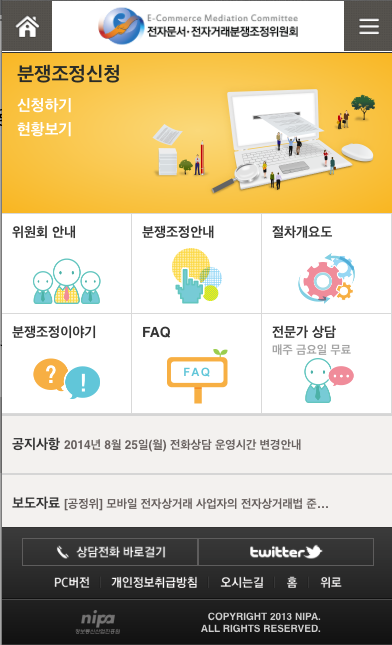 E-Commerce Mediation Committee
전자문서·전자거래분쟁조정위원회
분쟁조정신청
신청하기
현황보기
위원회 안내
분쟁조정안내
절차개요도
분쟁조정이야기
FAQ
전문가 상담
매주 금요일 무료
? !
FAQ
공지사항 2014년 8월 25일(월) 전화상담 운영시간 변경안내
보도자료 [공정위] 모바일 전자상거래 사업자의 전자상거래법 준...
상담전화 바로걸기
twitter
PC버전 개인정보취급방침 오시는길 홈 위로
nipa
정보통신산업진흥원
COPYRIGHT 2013 NIPA.
ALL RIGHTS RESERVED.